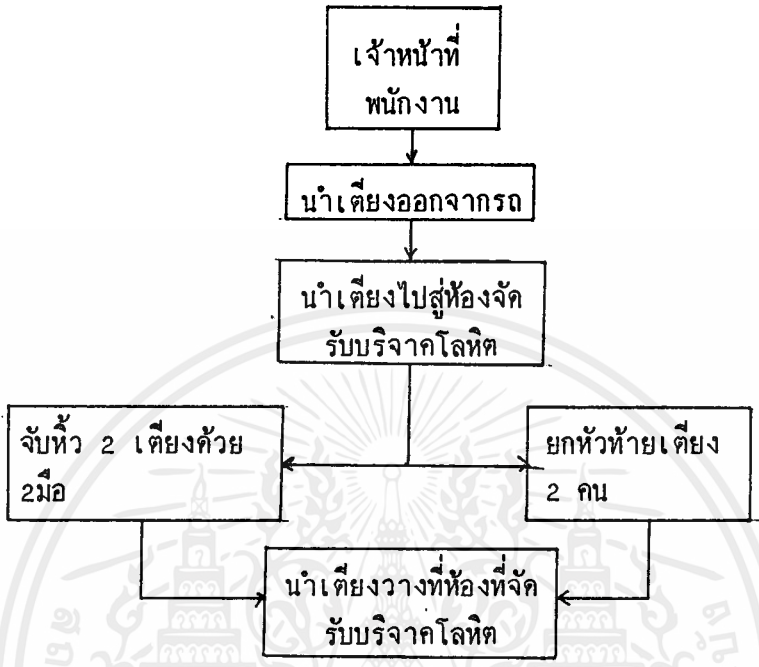 เจ้าหน้าที่
พนักงาน
นำเตียงออกจากรถ
นำเตียงไปสู่ห้องจัด
รับบริจาคโลหิต
จับหิ้ว 2 เตียงด้วย
2มือ
ยกหัวท้ายเตียง
2 คน
นำเตียงวางที่ห้องที่จัด
รับบริจาคโลหิต